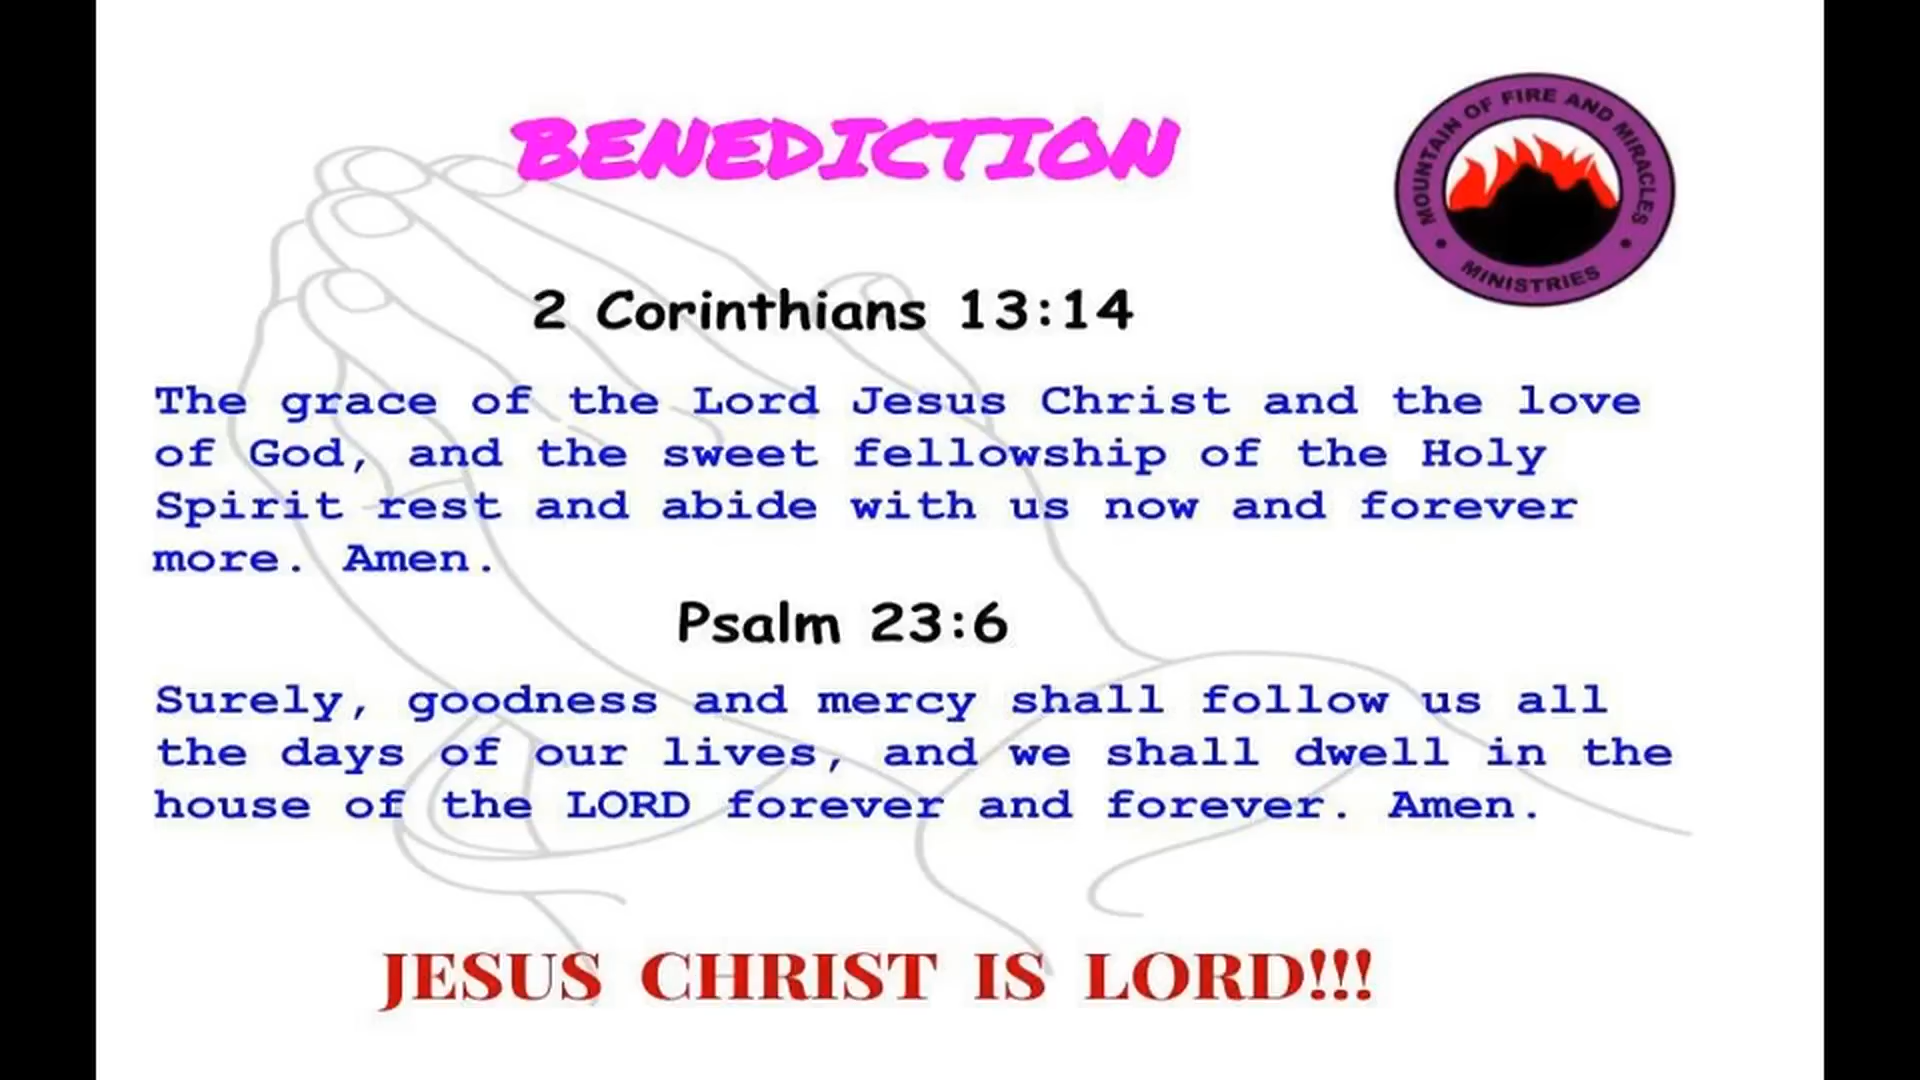 BENEDICTION
MOUNTAIN OF FIRE AND MIRACLES
MINISTRIES
2 Corinthians 13:14
The grace of the Lord Jesus Christ and the love
of God, and the sweet fellowship of the Holy
Spirit rest and abide with us now and forever
more. Amen.
Psalm 23:6
Surely, goodness and mercy shall follow us all
the days of our lives, and we shall dwell in the
house of the LORD forever and forever. Amen.
JESUS CHRIST IS LORD!!!